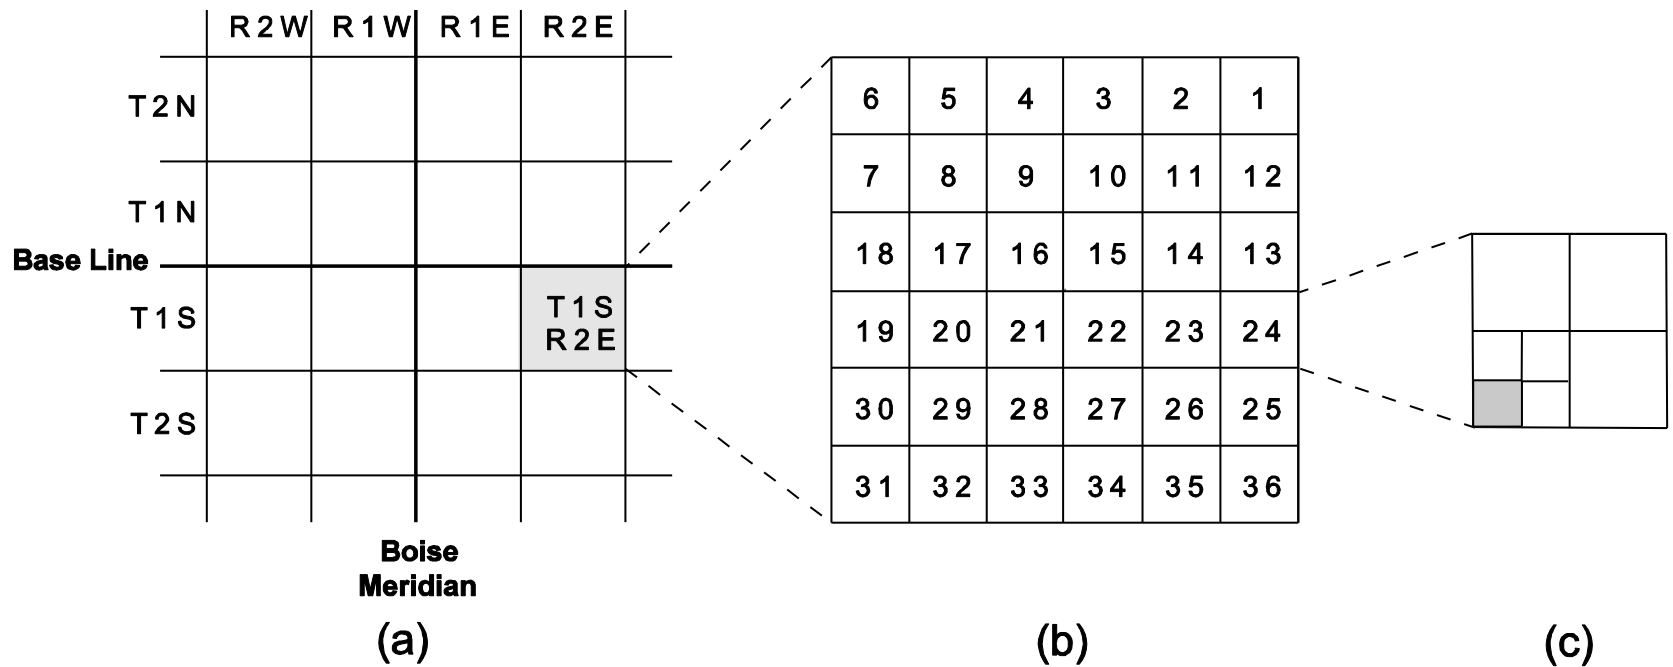 R2W R1W R1E R2E
T2N
T1N
Base Line
T1S
T1S
R2E
T2S
Boise
Meridian
(a)
6 5 4 3 2 1
7 8 9 10 11 12
18 17 16 15 14 13
19 20 21 22 23 24
30 29 28 27 26 25
31 32 33 34 35 36
(b)
(c)